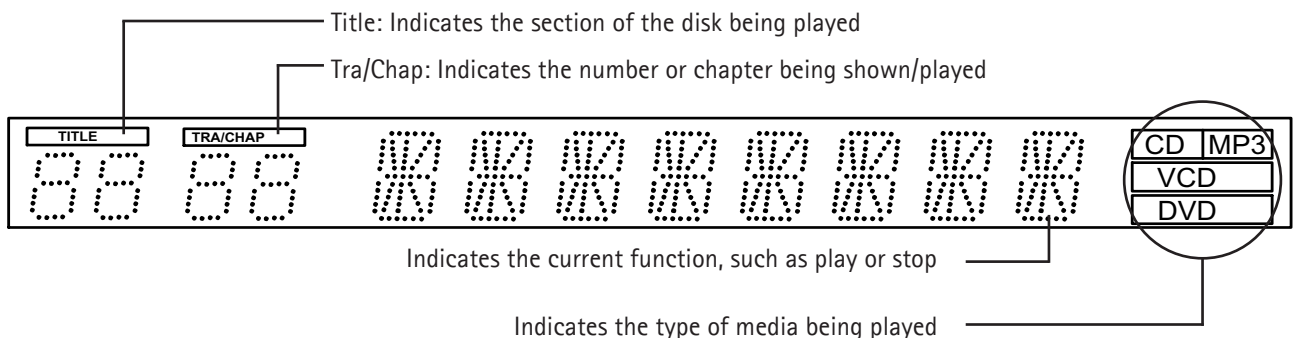 Title: Indicates the section of the disk being played
Tra/Chap: Indicates the number or chapter being shown/played
TITLE TRA/CHAP CD MP3
VCD
DVD
Indicates the current function, such as play or stop
Indicates the type of media being played